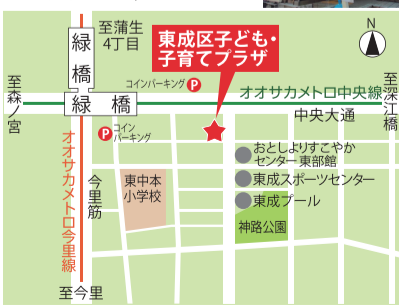 至蒲生
4丁目
東成区子ども・
子育てプラザ
N
緑橋
コインパーキング P
至森ノ宮
緑橋
オオサカメトロ中央線
至深江橋
中央大通
P コイン
パーキング
おとしよりすこやか
センター東部館
オオサカメトロ今里線
今里筋
東中本
小学校
東成スポーツセンター
東成プール
神路公園
至今里